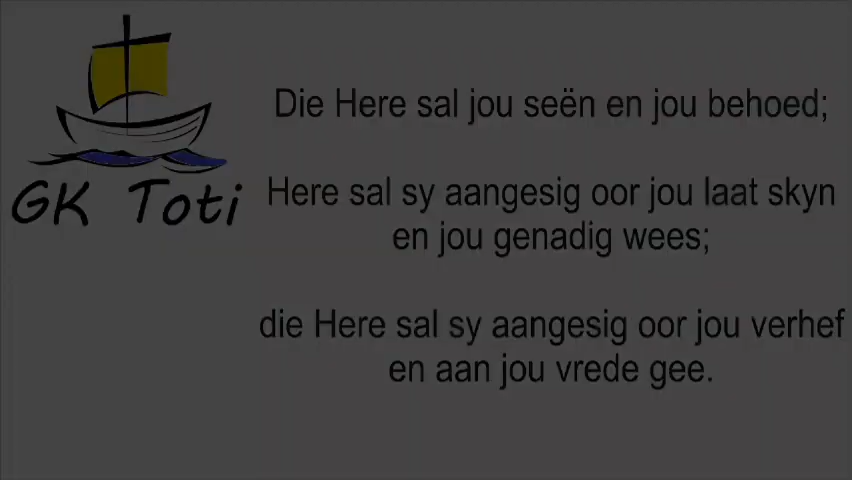 GK Toti
Die Here sal jou seën en jou behoed;
Here sal sy aangesig oor jou laat skyn
en jou genadig wees;
die Here sal sy aangesig oor jou verhef
en aan jou vrede gee.